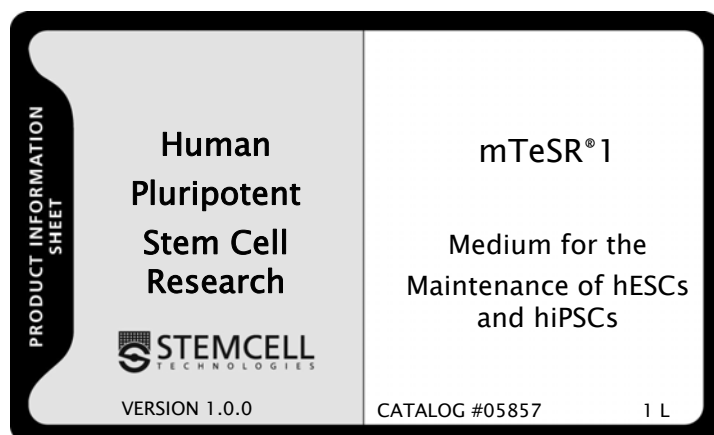 PRODUCT INFORMATION
SHEET
Human
Pluripotent
Stem Cell
Research
STEMCELL
TECHNOLOGIES
VERSION 1.0.0
mTeSR®1
Medium for the
Maintenance of hESCs
and hiPSCs
CATALOG #05857 1 L